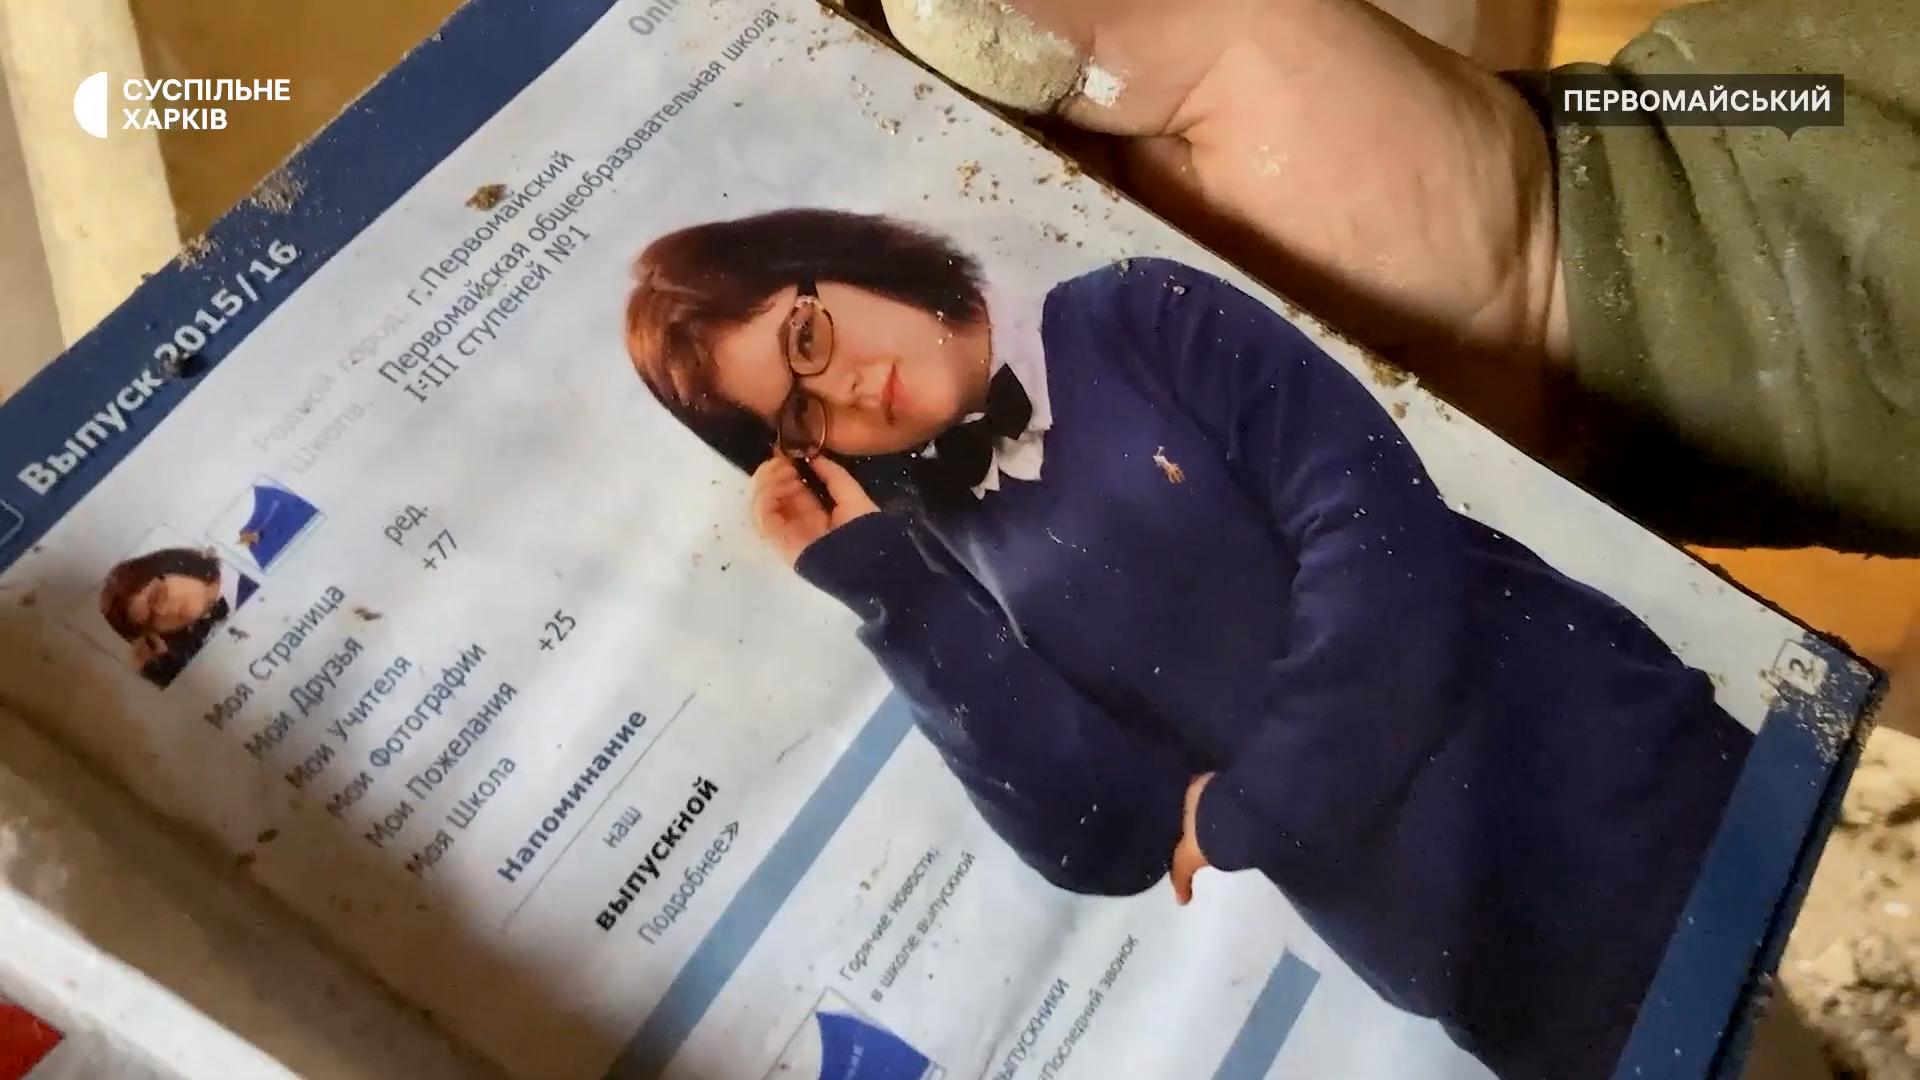 СУСПІЛЬНЕ
ХАРКІВ
ПЕРВОМАЙСЬКИЙ
Выпуск 2015/16
Родной город: г.Первомайский
Школа: Первомайская общеобразовательная школа
I-III ступеней №1
ред.
Моя Страница
Мои Друзья +77
Мои Учителя
Мои Фотографии +25
Мои Пожелания
Моя Школа
Напоминание
наш
выпускной
Подробнее»
Горячие новости:
в школе выпускной
выпускники
Последний звонок
2